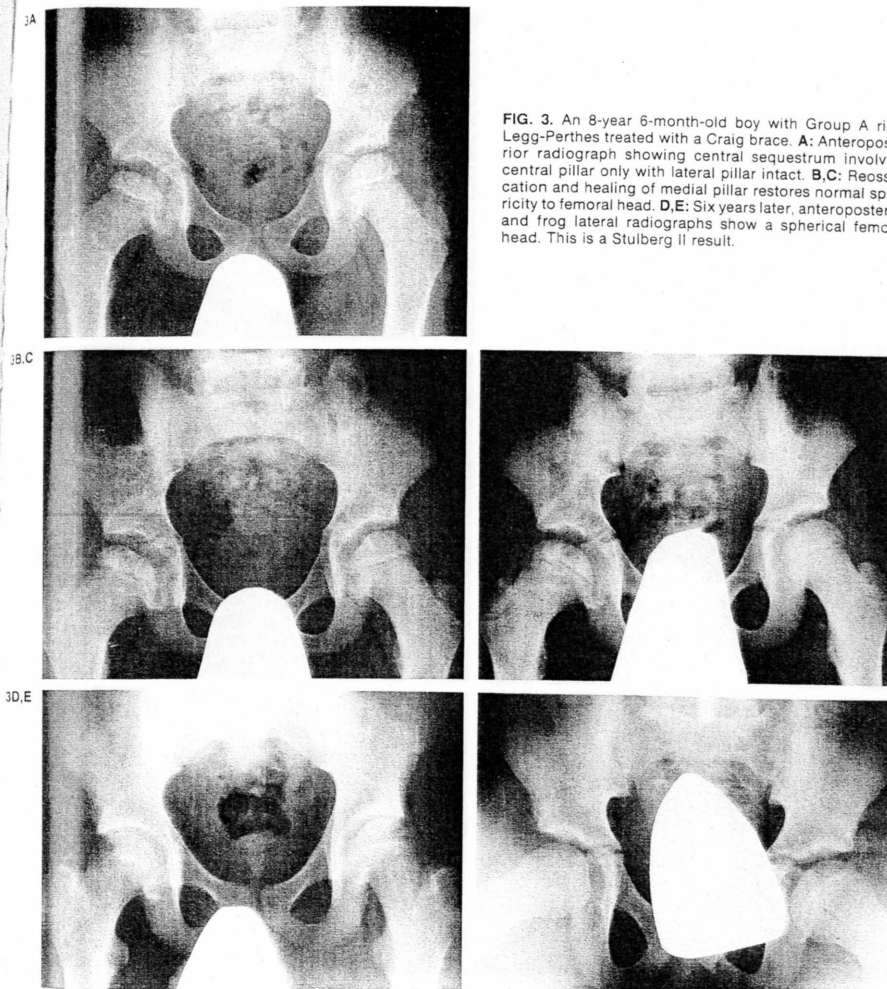 3A
FIG. 3. An 8-year 6-month-old boy with Group A ri
Legg-Perthes treated with a Craig brace. A: Anteropos
rior radiograph showing central sequestrum involv
central pillar only with lateral pillar intact. B,C: Reoss
cation and healing of medial pillar restores normal sp
ricity to femoral head. D,E: Six years later, anteroposter
and frog lateral radiographs show a spherical femo
head. This is a Stulberg II result.
3B,C
3D,E